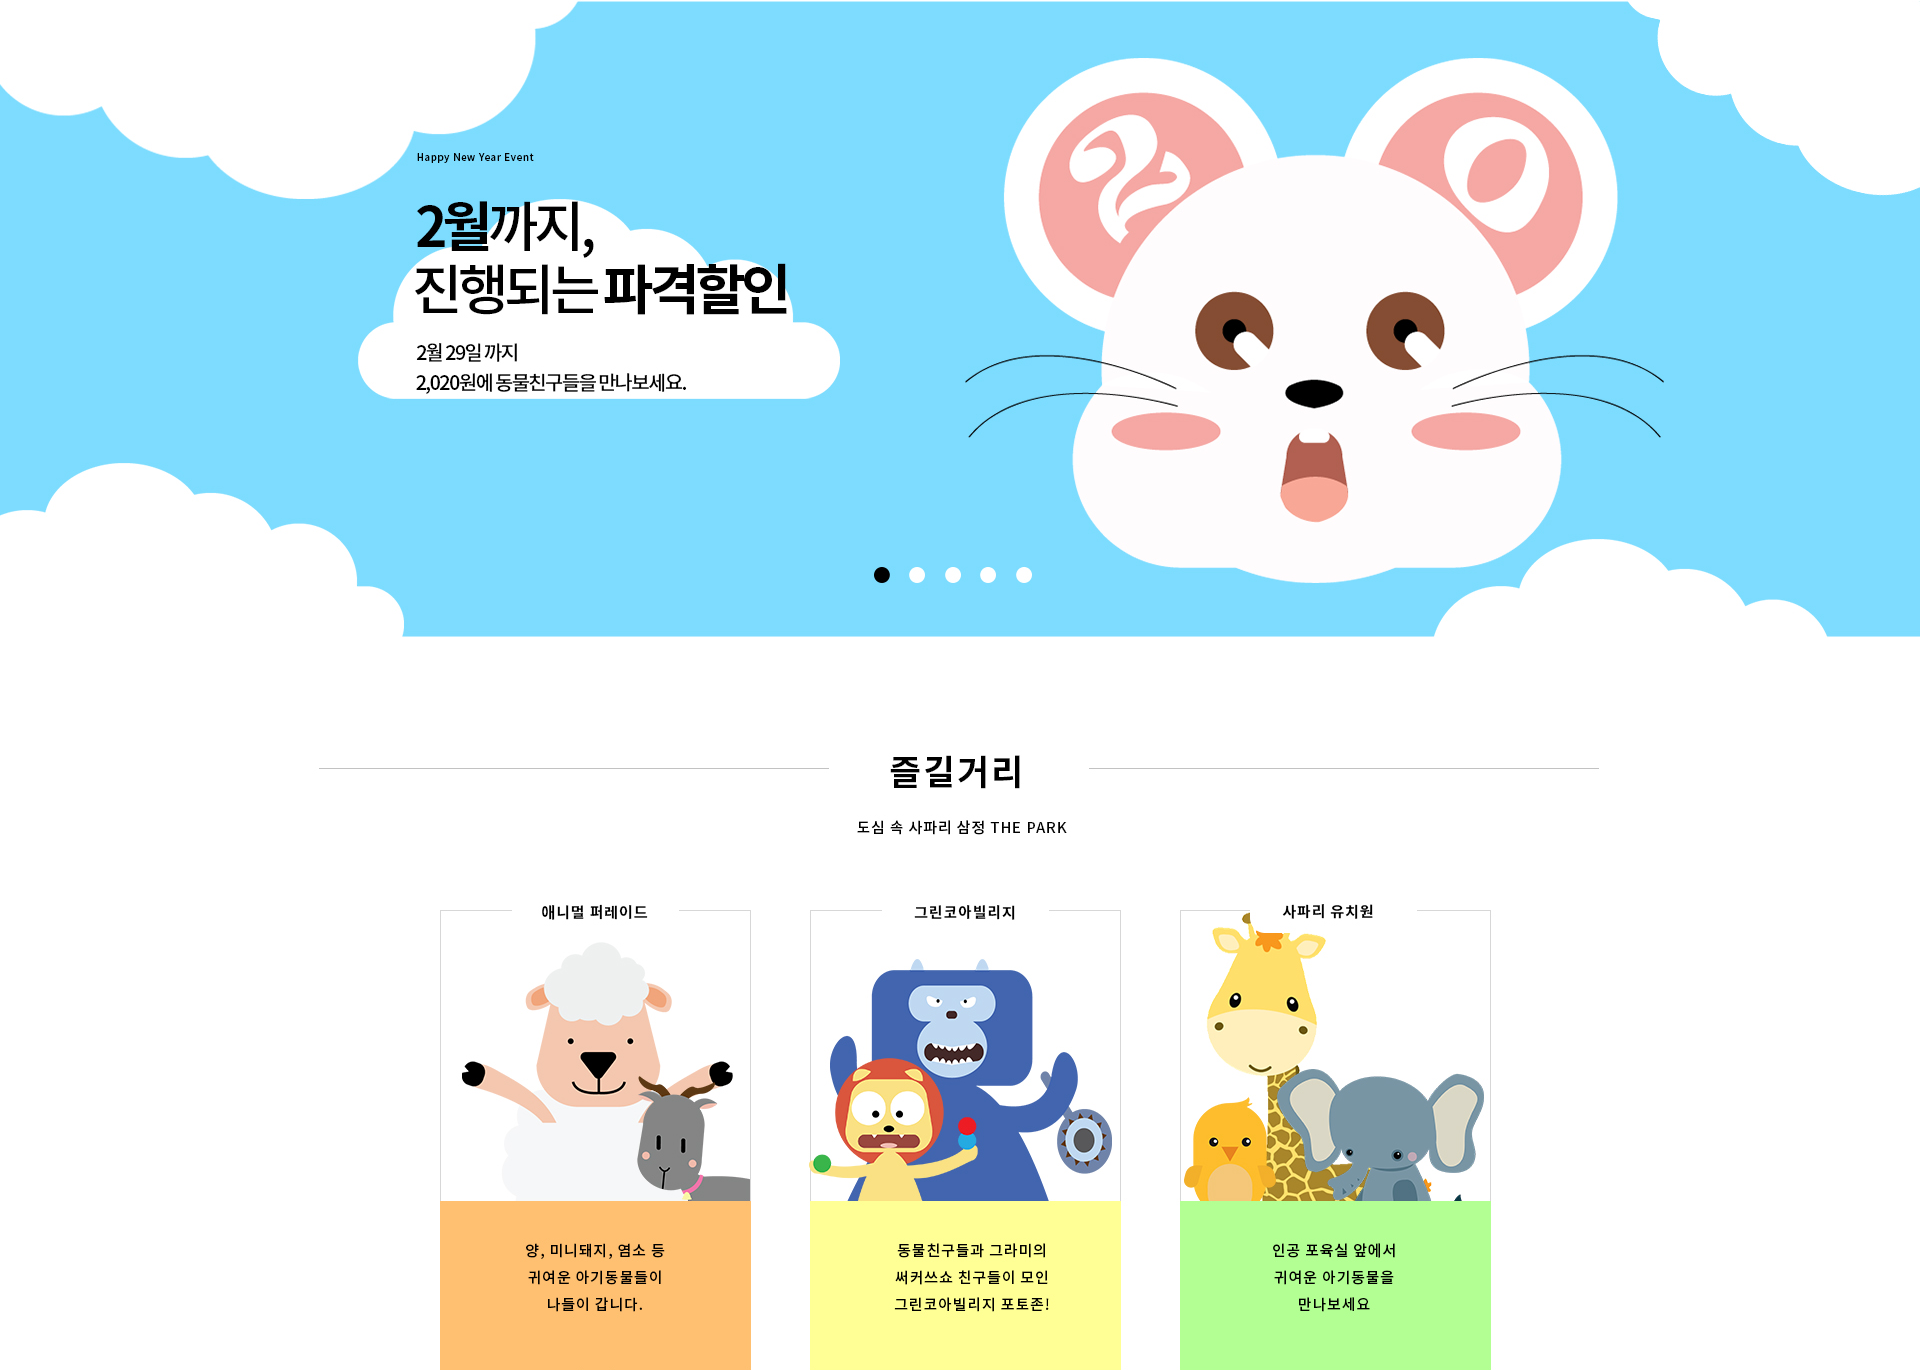 Happy New Year Event
20
2월까지,
진행되는 파격할인
2월 29일 까지
2,020원에 동물친구들을 만나보세요.
즐길거리
도심 속 사파리 삼정 THE PARK
애니멀 퍼레이드
양, 미니돼지, 염소 등
귀여운 아기동물들이
나들이 갑니다.
그린코아빌리지
동물친구들과 그라미의
써커쓰쇼 친구들이 모인
그린코아빌리지 포토존!
사파리 유치원
인공 포육실 앞에서
귀여운 아기동물을
만나보세요